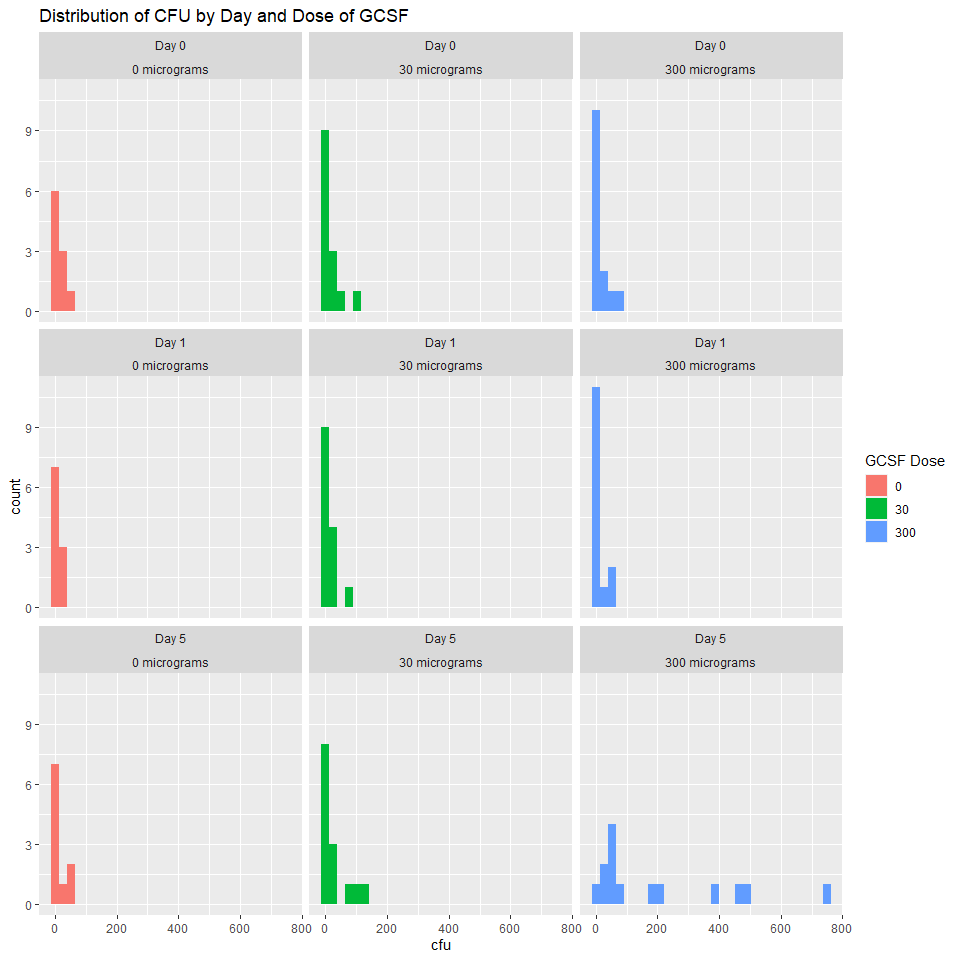 Distribution of CFU by Day and Dose of GCSF
Day 0
0 micrograms
Day 0
30 micrograms
Day 0
300 micrograms
9
6
3
0
Day 1
0 micrograms
Day 1
30 micrograms
Day 1
300 micrograms
9
6
3
0
count
GCSF Dose
0
30
300
Day 5
0 micrograms
Day 5
30 micrograms
Day 5
300 micrograms
9
6
3
0
0 200 400 600 800
0 200 400 600 800
0 200 400 600 800
cfu